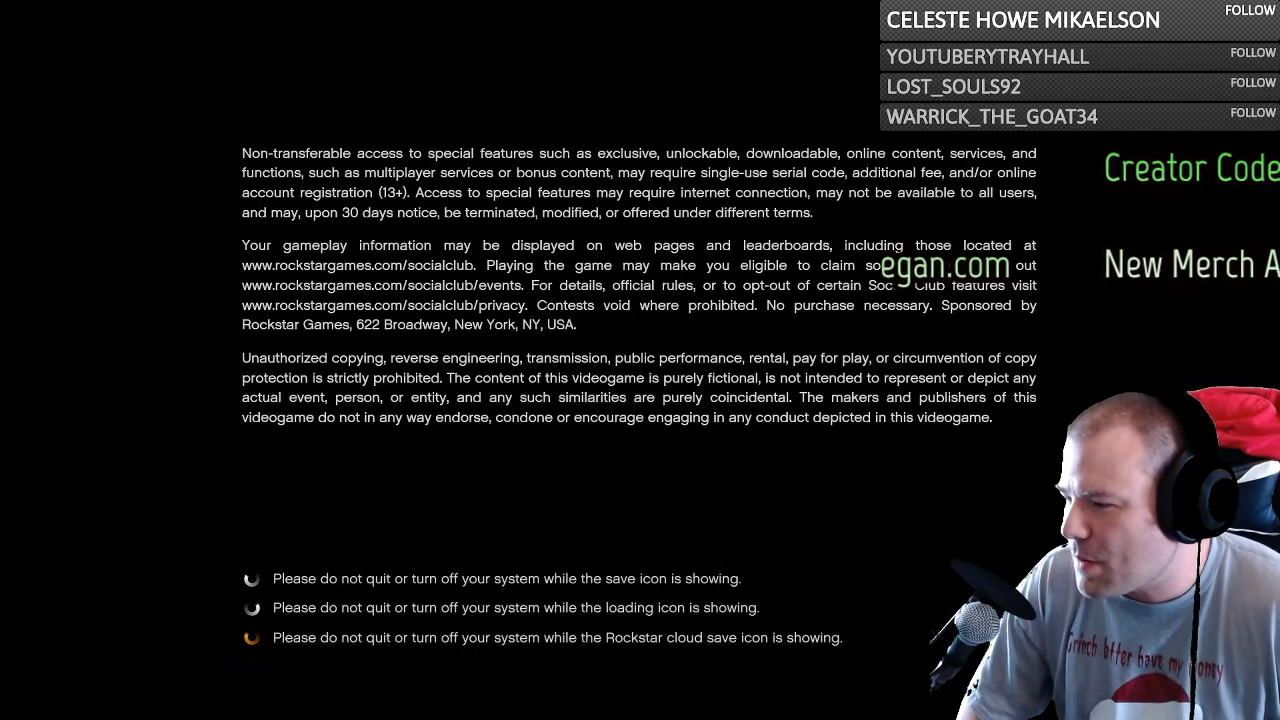 CELESTE HOWE MIKAELSON FOLLOW
YOUTUBERYTRAYHALL FOLLOW
LOST_SOULS92 FOLLOW
WARRICK_THE_GOAT34 FOLLOW
Non-transferable access to special features such as exclusive, unlockable, downloadable, online content, services, and
functions, such as multiplayer services or bonus content, may require single-use serial code, additional fee, and/or online
account registration (13+). Access to special features may require internet connection, may not be available to all users,
and may, upon 30 days notice, be terminated, modified, or offered under different terms.
Creator Code
Your gameplay information may be displayed on web pages and leaderboards, including those located at
www.rockstargames.com/socialclub. Playing the game may make you eligible to claim so out
egan.com
New Merch A
www.rockstargames.com/socialclub/events. For details, official rules, or to opt-out of certain Soc Club features visit
www.rockstargames.com/socialclub/privacy. Contests void where prohibited. No purchase necessary. Sponsored by
Rockstar Games, 622 Broadway, New York, NY, USA.
Unauthorized copying, reverse engineering, transmission, public performance, rental, pay for play, or circumvention of copy
protection is strictly prohibited. The content of this videogame is purely fictional, is not intended to represent or depict any
actual event, person, or entity, and any such similarities are purely coincidental. The makers and publishers of this
videogame do not in any way endorse, condone or encourage engaging in any conduct depicted in this videogame.
Please do not quit or turn off your system while the save icon is showing.
Please do not quit or turn off your system while the loading icon is showing.
Please do not quit or turn off your system while the Rockstar cloud save icon is showing.
Grinch btter have my money